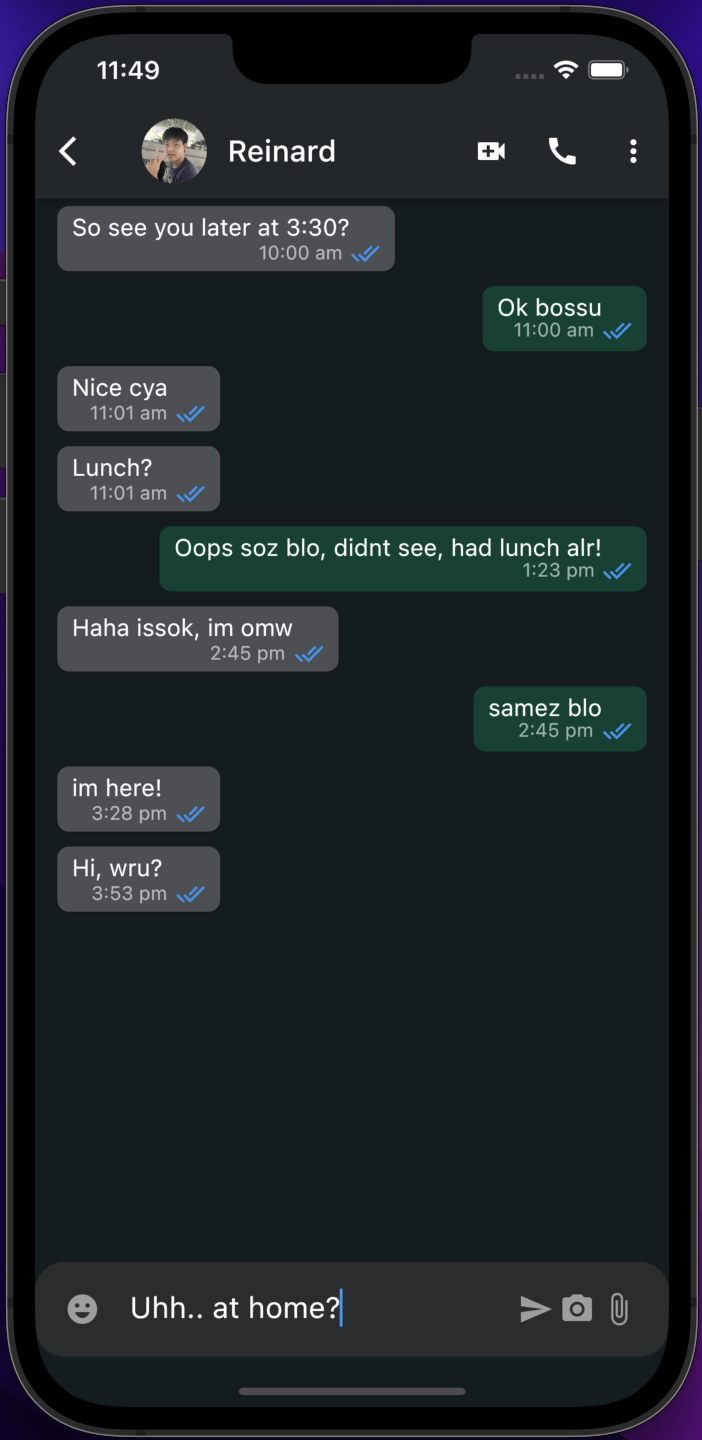 11:49
Reinard
So see you later at 3:30?
10:00 am
Ok bossu
11:00 am
Nice cya
11:01 am
Lunch?
11:01 am
Oops soz blo, didnt see, had lunch alr!
1:23 pm
Haha issok, im omw
2:45 pm
samez blo
2:45 pm
im here!
3:28 pm
Hi, wru?
3:53 pm
Uhh.. at home?